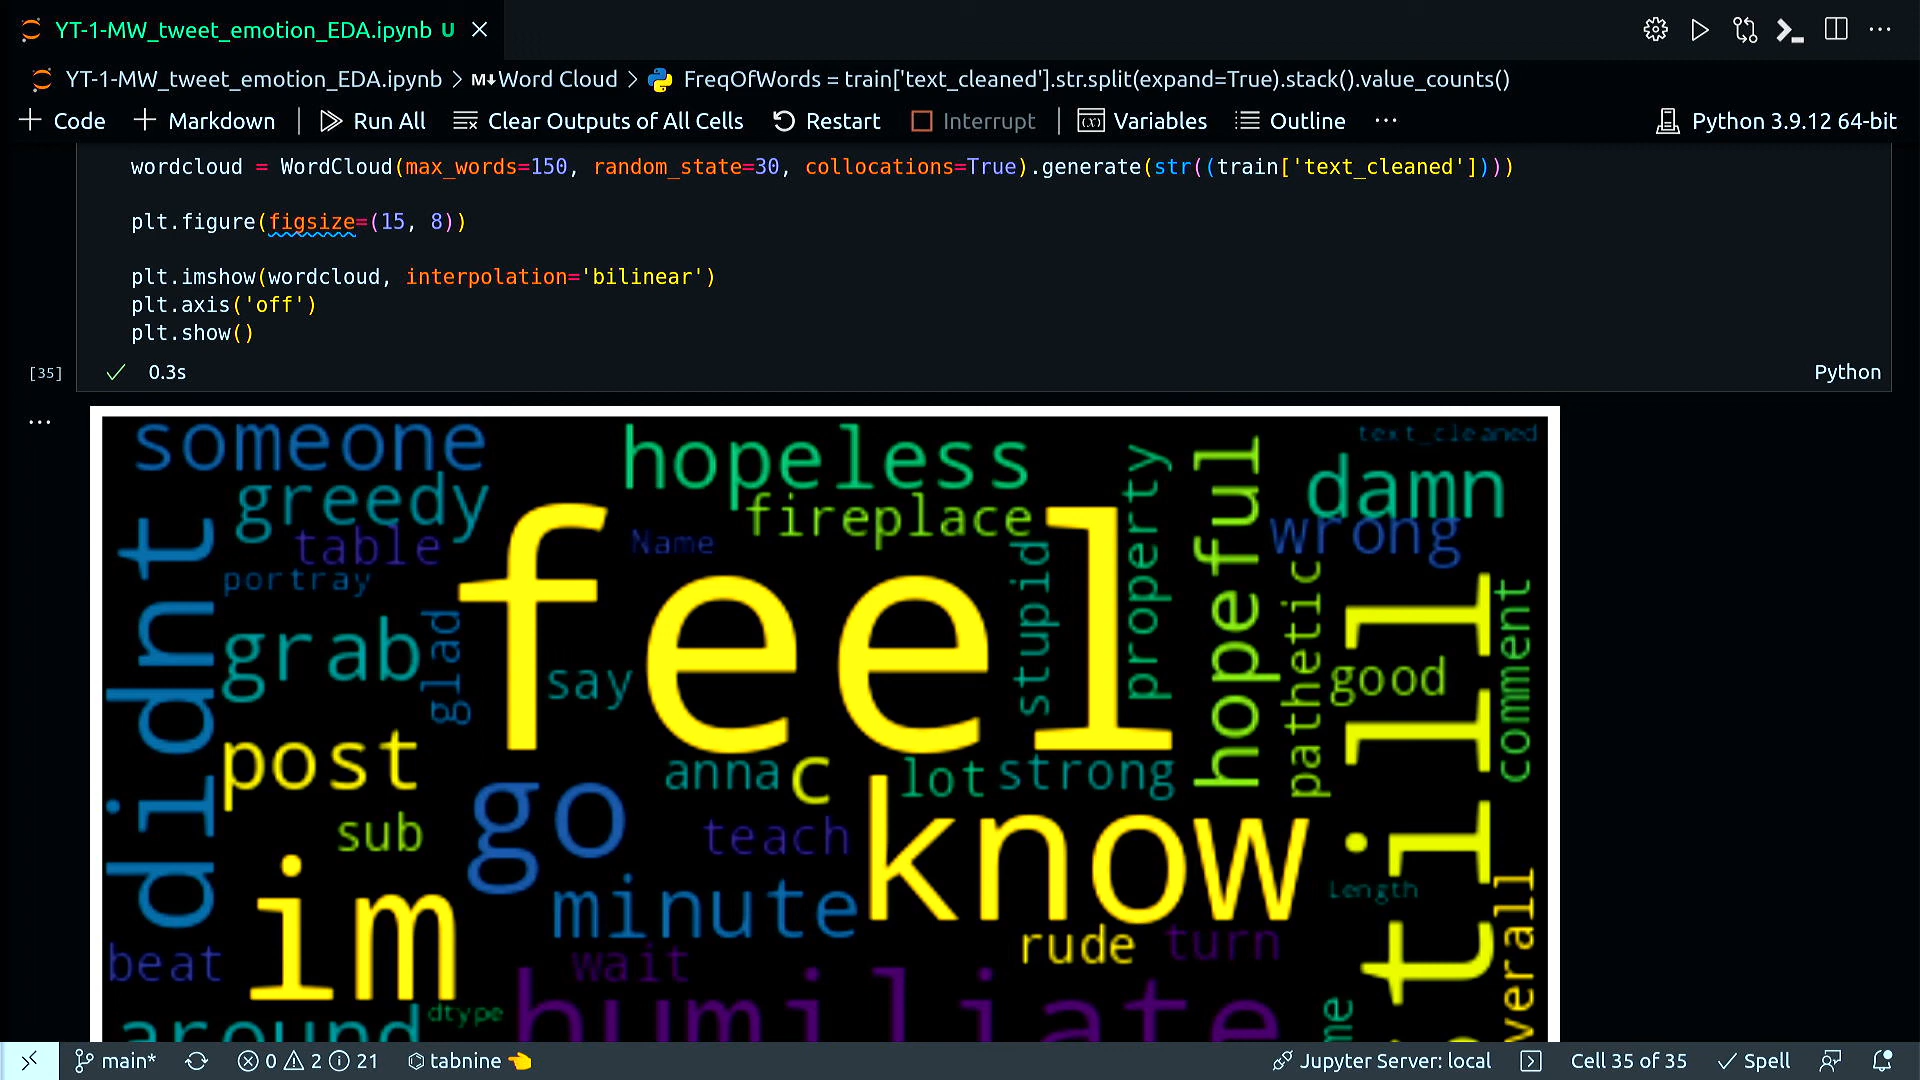 YT-1-MW_tweet_emotion_EDA.ipynb U
YT-1-MW_tweet_emotion_EDA.ipynb > M↓Word Cloud > FreqOfWords = train['text_cleaned'].str.split(expand=True).stack().value_counts()
+ Code + Markdown | Run All Clear Outputs of All Cells Restart Interrupt | Variables Outline ... Python 3.9.12 64-bit
wordcloud = WordCloud(max_words=150, random_state=30, collocations=True).generate(str((train['text_cleaned'])))
plt.figure(figsize=(15, 8))
plt.imshow(wordcloud, interpolation='bilinear')
plt.axis('off')
plt.show()
[35] 0.3s Python
...
someone hopeless text_cleaned
greedy fireplace property hopeful damn
didnt table Name feel wrong
portray stupid pathetic still comment
grab glad say good
post anna c lot strong
sub go teach know Length
im minute rude turn overall
beat wait
around dtype humiliate me
main* 0 2 21 tabnine Jupyter Server: local Cell 35 of 35 Spell